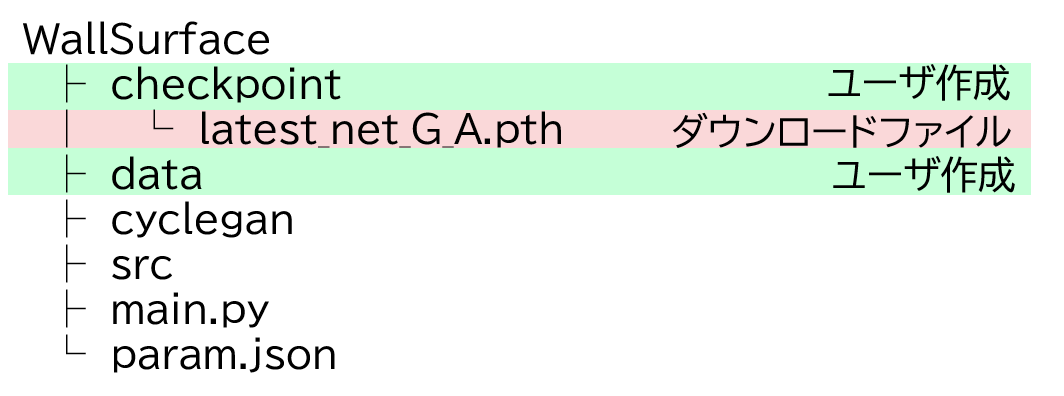 WallSurface
├ checkpoint ユーザ作成
│ └ latest_net_G_A.pth ダウンロードファイル
├ data ユーザ作成
├ cyclegan
├ src
├ main.py
└ param.json